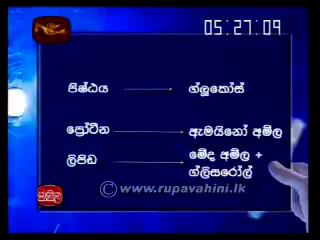 05:27:09
පිෂ්ඨය → ග්ලූකෝස්
ප්‍රෝටීන → ඇමයිනෝ අම්ල
ලිපිඩ → මේද අම්ල +
ග්ලිසරෝල්
©www.rupavahini.lk